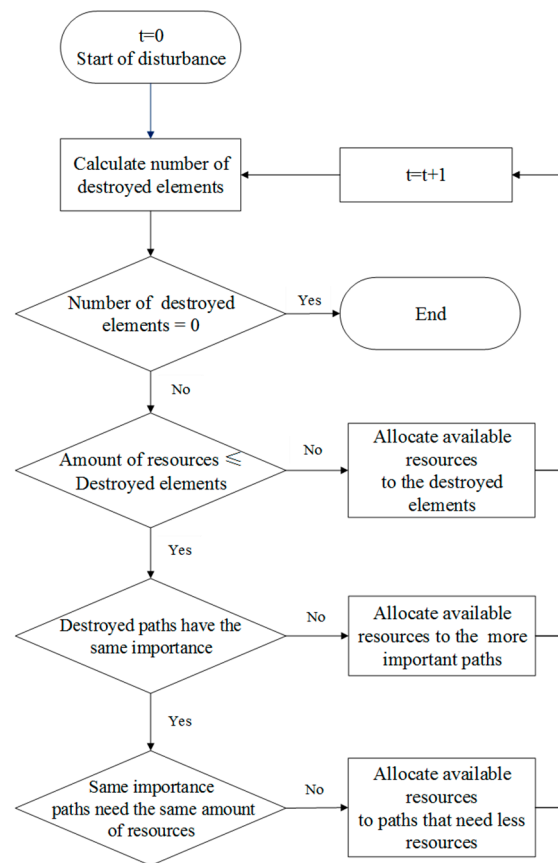 t=0
Start of disturbance
Calculate number of
destroyed elements
t=t+1
Number of destroyed
elements = 0
Yes
End
No
Amount of resources ≦
Destroyed elements
No
Allocate available
resources
to the destroyed
elements
Yes
Destroyed paths have the
same importance
No
Allocate available
resources to the more
important paths
Yes
Same importance
paths need the same amount
of resources
No
Allocate available
resources
to paths that need less
resources